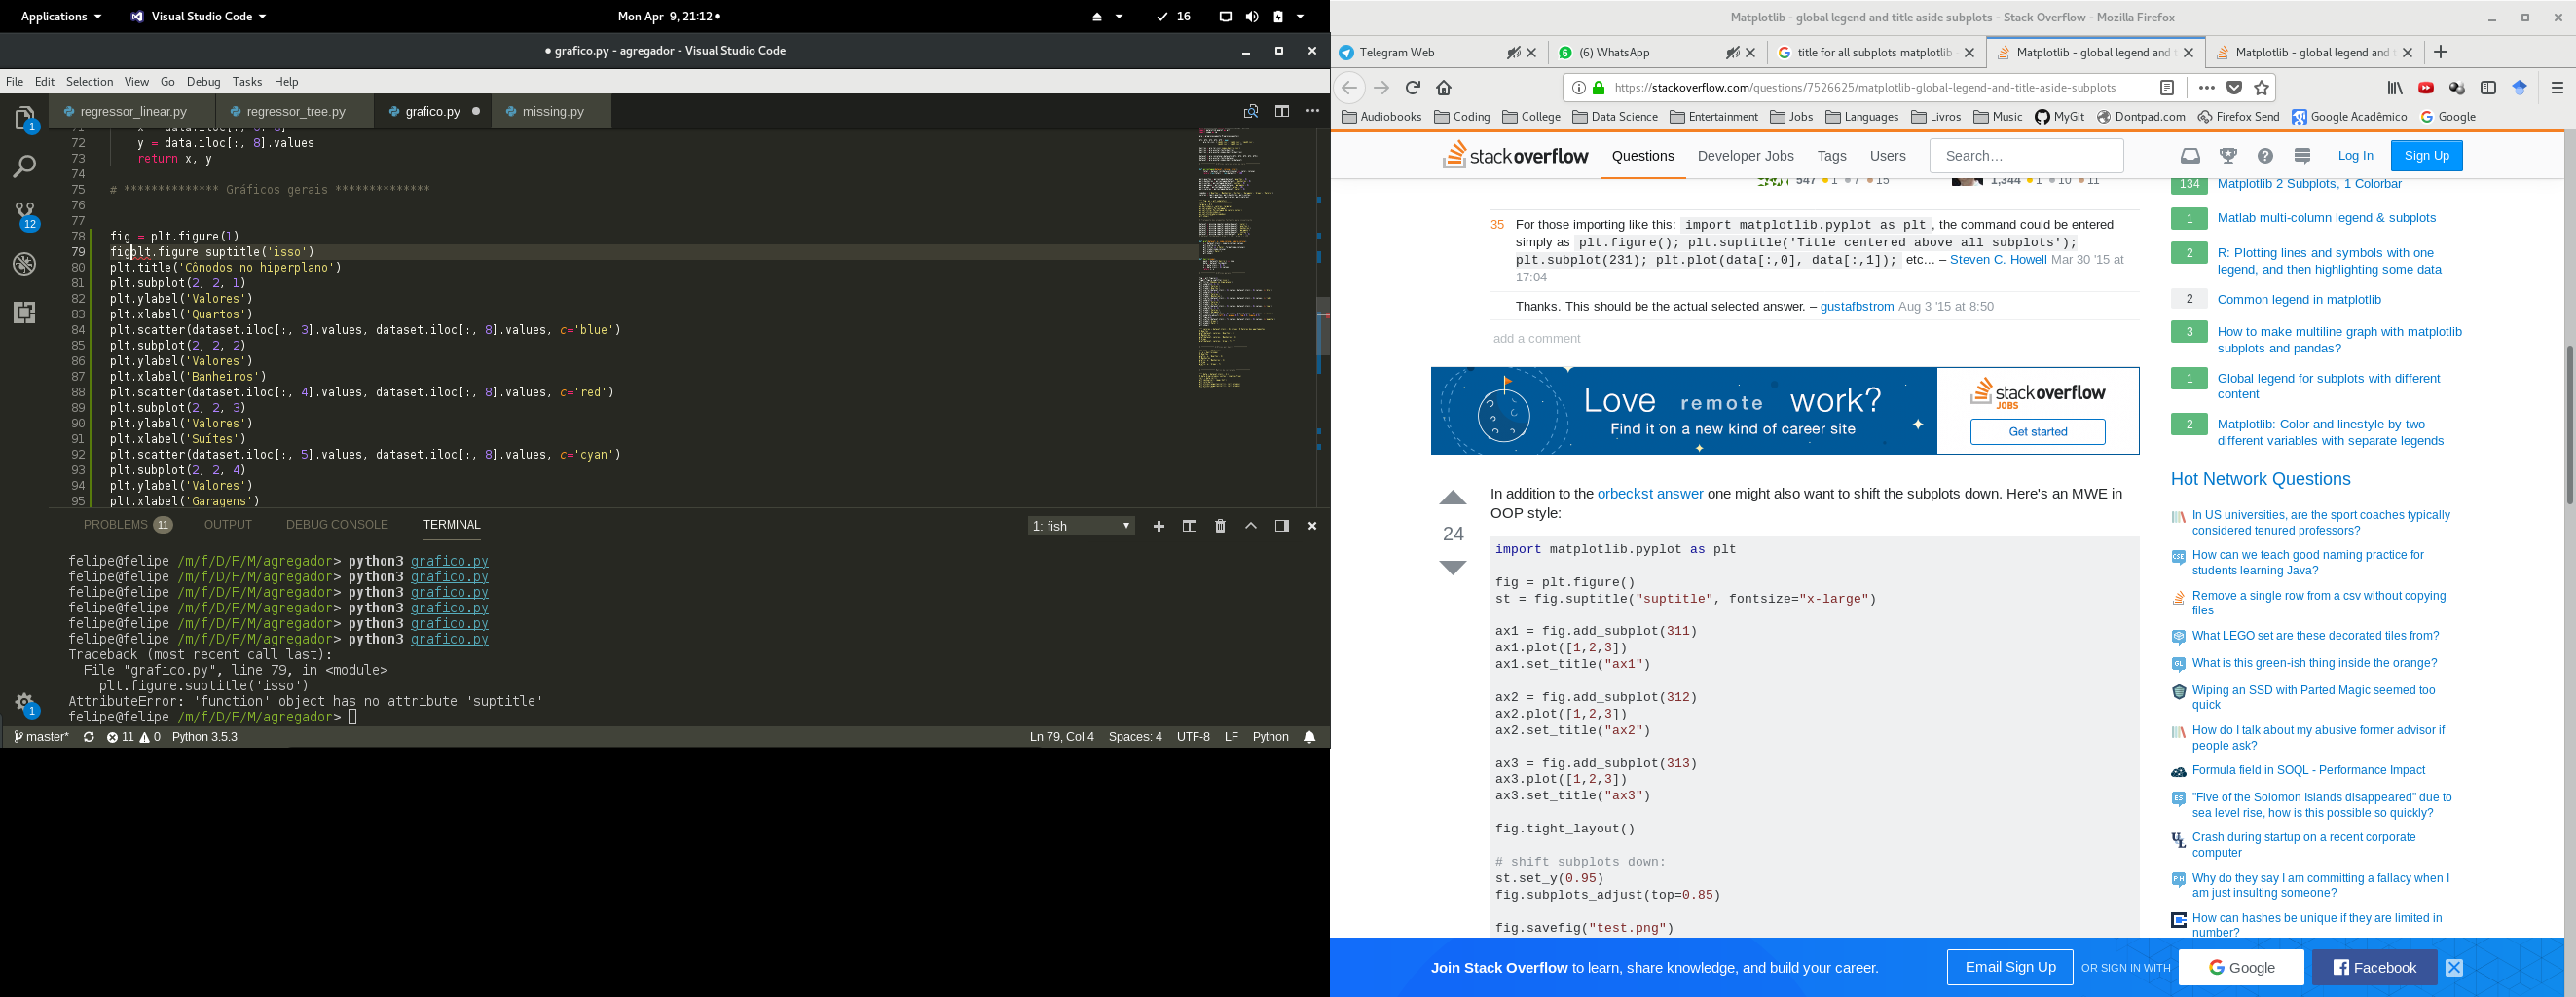 Applications
Visual Studio Code
Mon Apr 9, 21:12
16
grafico.py - agregador - Visual Studio Code
File Edit Selection View Go Debug Tasks Help
regressor_linear.py
regressor_tree.py
grafico.py
missing.py
1
12
1
72 y = data.iloc[:, 8].values
73 return x, y
74
75 # ************** Gráficos gerais **************
76
77
78 fig = plt.figure(1)
79 figplt.figure.suptitle('isso')
80 plt.title('Cômodos no hiperplano')
81 plt.subplot(2, 2, 1)
82 plt.ylabel('Valores')
83 plt.xlabel('Quartos')
84 plt.scatter(dataset.iloc[:, 3].values, dataset.iloc[:, 8].values, c='blue')
85 plt.subplot(2, 2, 2)
86 plt.ylabel('Valores')
87 plt.xlabel('Banheiros')
88 plt.scatter(dataset.iloc[:, 4].values, dataset.iloc[:, 8].values, c='red')
89 plt.subplot(2, 2, 3)
90 plt.ylabel('Valores')
91 plt.xlabel('Suítes')
92 plt.scatter(dataset.iloc[:, 5].values, dataset.iloc[:, 8].values, c='cyan')
93 plt.subplot(2, 2, 4)
94 plt.ylabel('Valores')
95 plt.xlabel('Garagens')
PROBLEMS 11 OUTPUT DEBUG CONSOLE TERMINAL
1: fish
felipe@felipe /m/f/D/F/M/agregador> python3 grafico.py
felipe@felipe /m/f/D/F/M/agregador> python3 grafico.py
felipe@felipe /m/f/D/F/M/agregador> python3 grafico.py
felipe@felipe /m/f/D/F/M/agregador> python3 grafico.py
felipe@felipe /m/f/D/F/M/agregador> python3 grafico.py
felipe@felipe /m/f/D/F/M/agregador> python3 grafico.py
Traceback (most recent call last):
File "grafico.py", line 79, in <module>
plt.figure.suptitle('isso')
AttributeError: 'function' object has no attribute 'suptitle'
felipe@felipe /m/f/D/F/M/agregador>
master* 11 0 Python 3.5.3
Ln 79, Col 4 Spaces: 4 UTF-8 LF Python
Matplotlib - global legend and title aside subplots - Stack Overflow - Mozilla Firefox
Telegram Web
(6) WhatsApp
title for all subplots matplotlib
Matplotlib - global legend and
Matplotlib - global legend and
https://stackoverflow.com/questions/7526625/matplotlib-global-legend-and-title-aside-subplots
Audiobooks Coding College Data Science Entertainment Jobs Languages Livros Music MyGit Dontpad.com Firefox Send Google Acadêmico Google
stackoverflow Questions Developer Jobs Tags Users Search... Log In Sign Up
547 1 7 15
1,344 1 10 11
35 For those importing like this: import matplotlib.pyplot as plt, the command could be entered
simply as plt.figure(); plt.suptitle('Title centered above all subplots');
plt.subplot(231); plt.plot(data[:,0], data[:,1]); etc... – Steven C. Howell Mar 30 '15 at
17:04
Thanks. This should be the actual selected answer. – gustafbstrom Aug 3 '15 at 8:50
add a comment
Love remote work?
Find it on a new kind of career site
stackoverflow
JOBS
Get started
24
In addition to the orbeckst answer one might also want to shift the subplots down. Here's an MWE in
OOP style:
import matplotlib.pyplot as plt
fig = plt.figure()
st = fig.suptitle("suptitle", fontsize="x-large")
ax1 = fig.add_subplot(311)
ax1.plot([1,2,3])
ax1.set_title("ax1")
ax2 = fig.add_subplot(312)
ax2.plot([1,2,3])
ax2.set_title("ax2")
ax3 = fig.add_subplot(313)
ax3.plot([1,2,3])
ax3.set_title("ax3")
fig.tight_layout()
# shift subplots down:
st.set_y(0.95)
fig.subplots_adjust(top=0.85)
fig.savefig("test.png")
134 Matplotlib 2 Subplots, 1 Colorbar
1 Matlab multi-column legend & subplots
2 R: Plotting lines and symbols with one
legend, and then highlighting some data
2 Common legend in matplotlib
3 How to make multiline graph with matplotlib
subplots and pandas?
1 Global legend for subplots with different
content
2 Matplotlib: Color and linestyle by two
different variables with separate legends
Hot Network Questions
In US universities, are the sport coaches typically
considered tenured professors?
How can we teach good naming practice for
students learning Java?
Remove a single row from a csv without copying
files
What LEGO set are these decorated tiles from?
What is this green-ish thing inside the orange?
Wiping an SSD with Parted Magic seemed too
quick
How do I talk about my abusive former advisor if
people ask?
Formula field in SOQL - Performance Impact
"Five of the Solomon Islands disappeared" due to
sea level rise, how is this possible so quickly?
Crash during startup on a recent corporate
computer
Why do they say I am committing a fallacy when I
am just insulting someone?
How can hashes be unique if they are limited in
number?
Join Stack Overflow to learn, share knowledge, and build your career.
Email Sign Up OR SIGN IN WITH Google Facebook